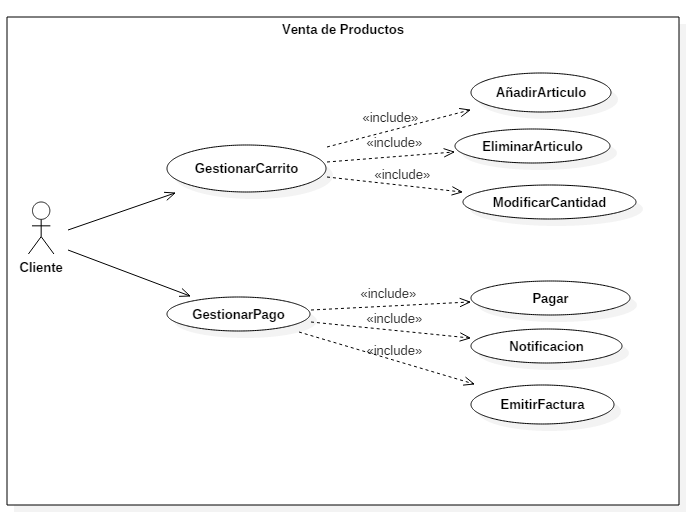 Venta de Productos
AñadirArticulo
«include»
«include»
EliminarArticulo
GestionarCarrito
«include»
ModificarCantidad
Cliente
«include»
Pagar
GestionarPago
«include»
Notificacion
«include»
EmitirFactura